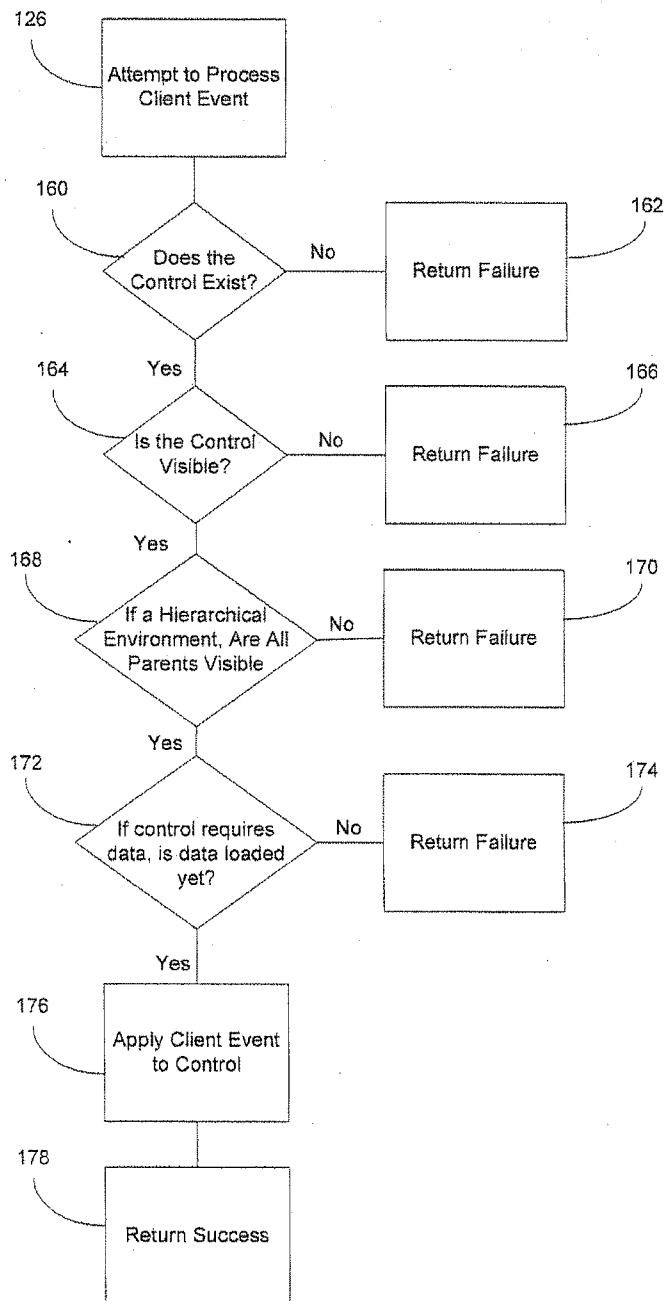 126
Attempt to Process
Client Event
160
Does the
Control Exist?
No
162
Return Failure
Yes
164
Is the Control
Visible?
No
166
Return Failure
Yes
168
If a Hierarchical
Environment, Are All
Parents Visible
No
170
Return Failure
Yes
172
If control requires
data, is data loaded
yet?
No
174
Return Failure
Yes
176
Apply Client Event
to Control
178
Return Success